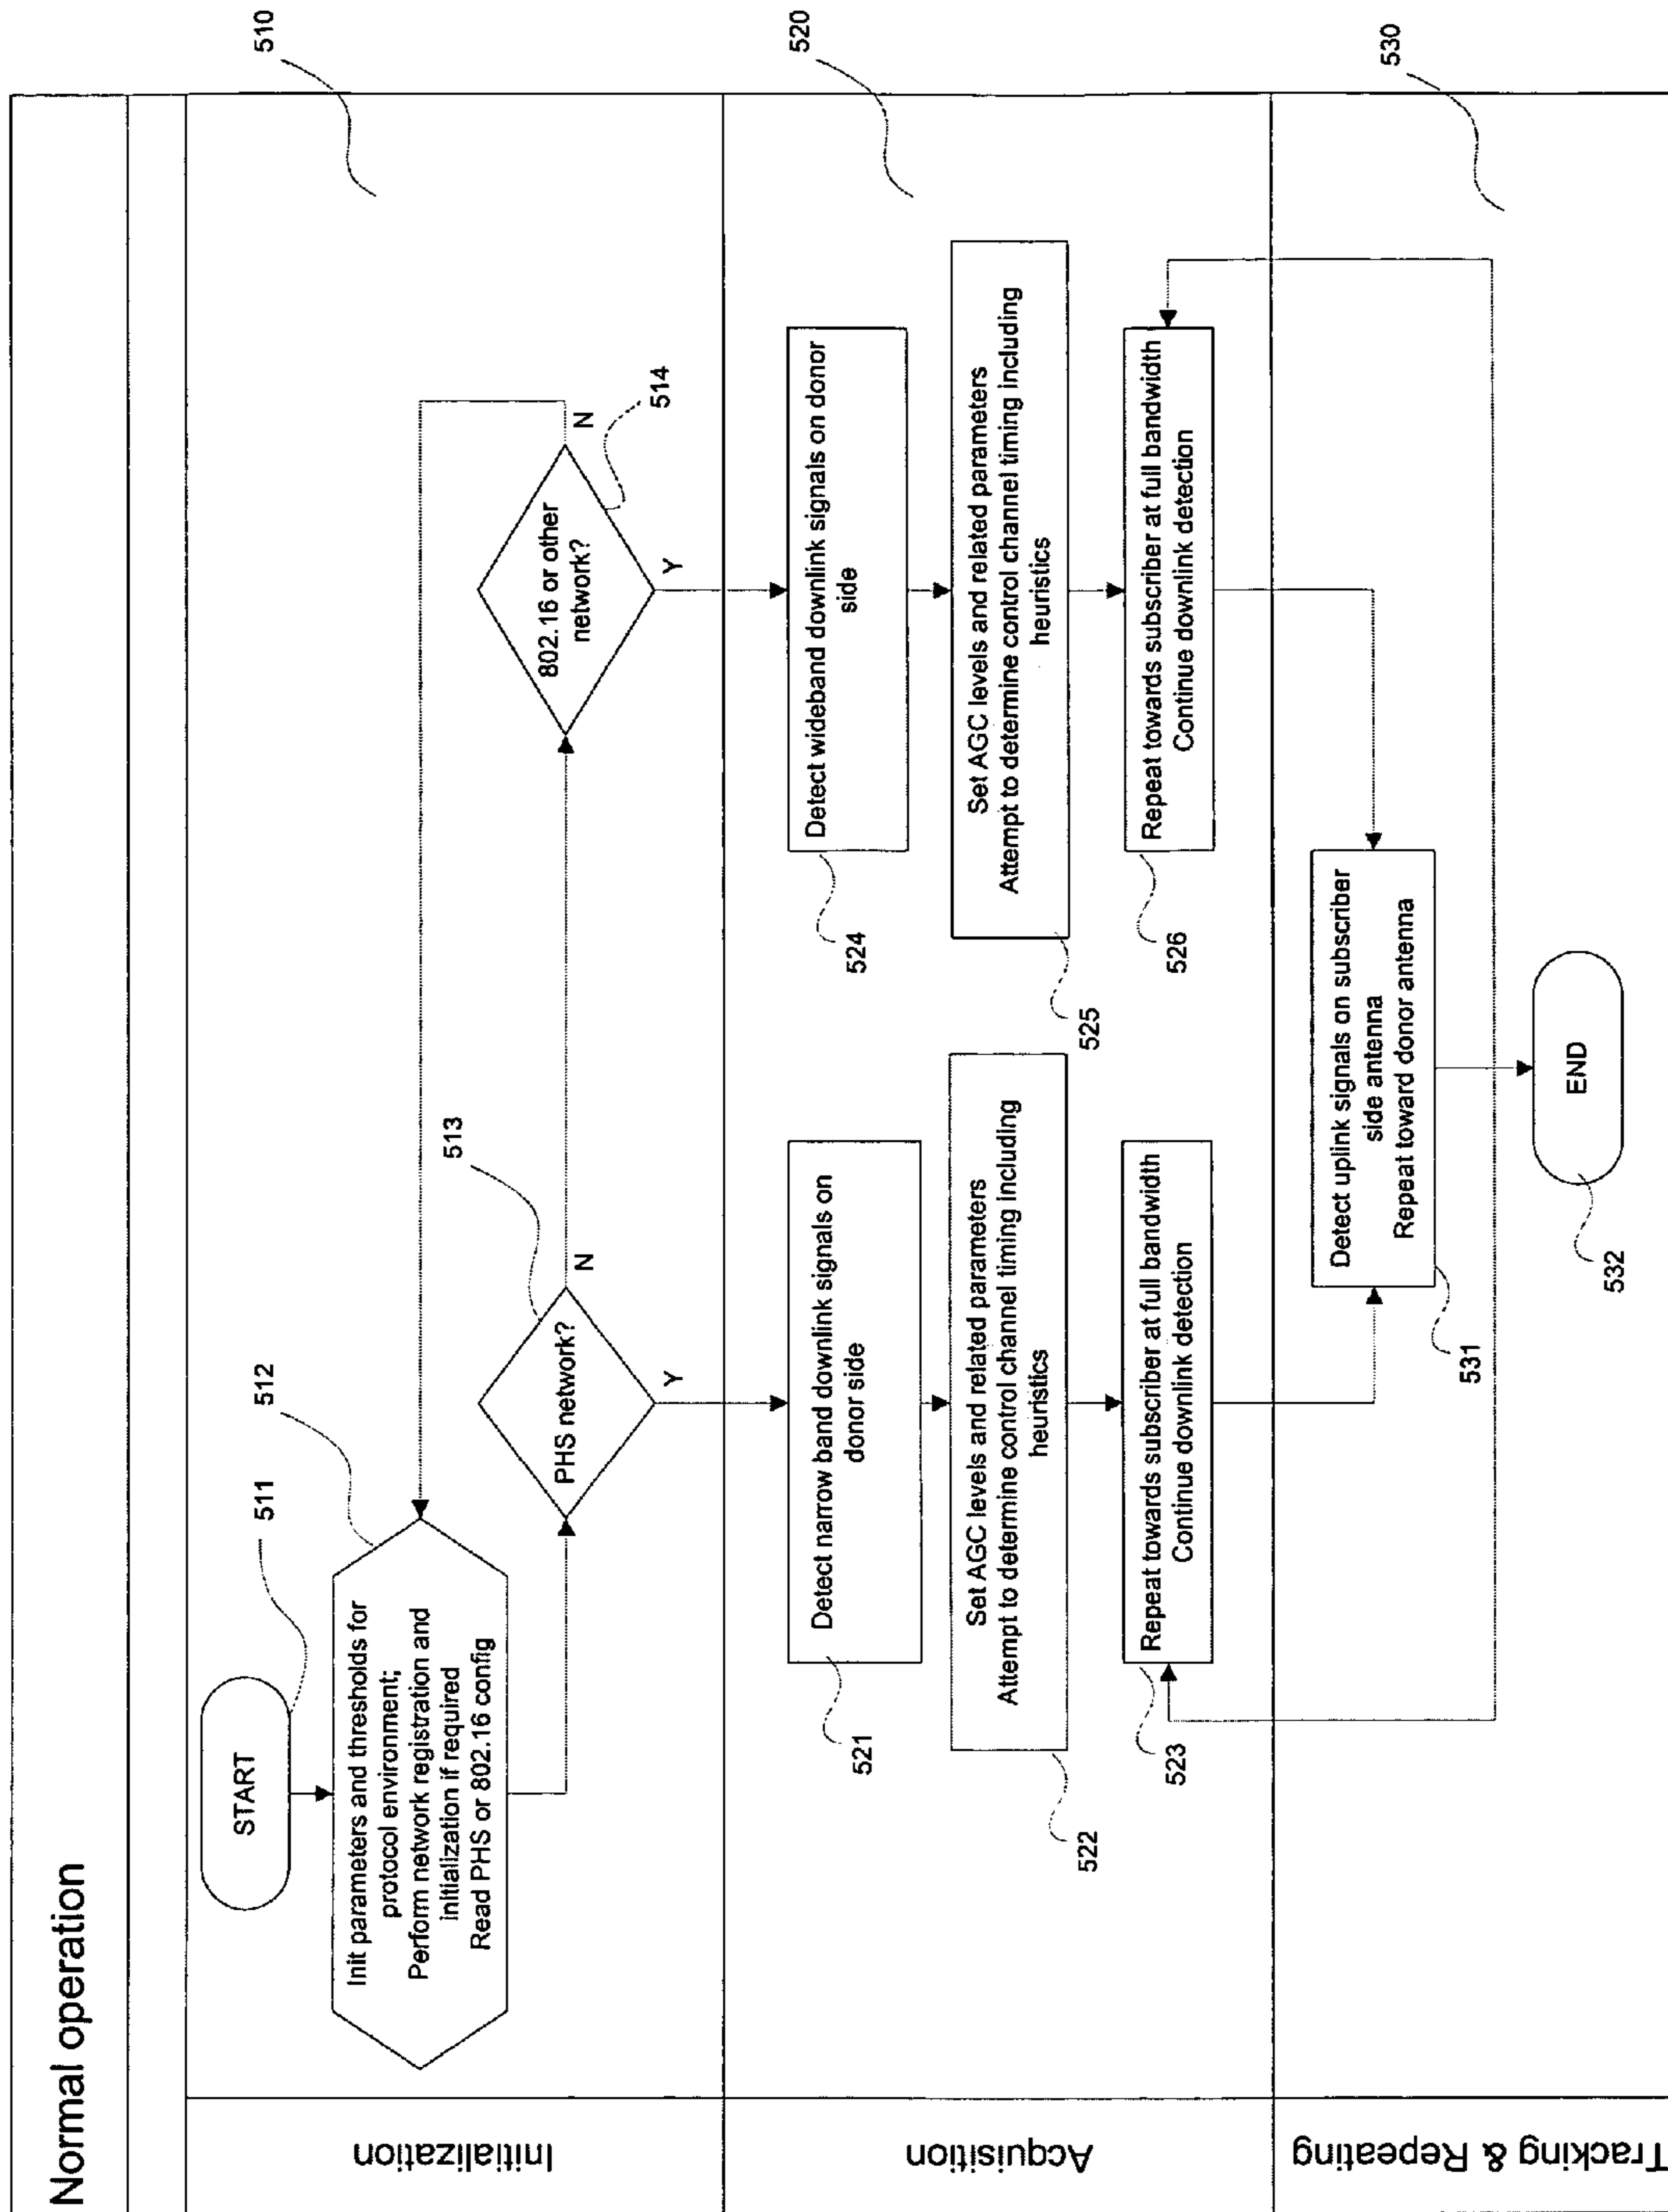 Normal operation
Initialization
510
START
511
Init parameters and thresholds for
protocol environment;
Perform network registration and
initialization if required
Read PHS or 802.16 config
512
PHS network?
513
N
Y
802.16 or other
network?
514
N
Y
Acquisition
520
Detect narrow band downlink signals on
donor side
521
Set AGC levels and related parameters
Attempt to determine control channel timing including
heuristics
522
Repeat towards subscriber at full bandwidth
Continue downlink detection
523
Detect wideband downlink signals on donor
side
524
Set AGC levels and related parameters
Attempt to determine control channel timing including
heuristics
525
Repeat towards subscriber at full bandwidth
Continue downlink detection
526
Tracking & Repeating
530
Detect uplink signals on subscriber
side antenna
Repeat toward donor antenna
531
END
532